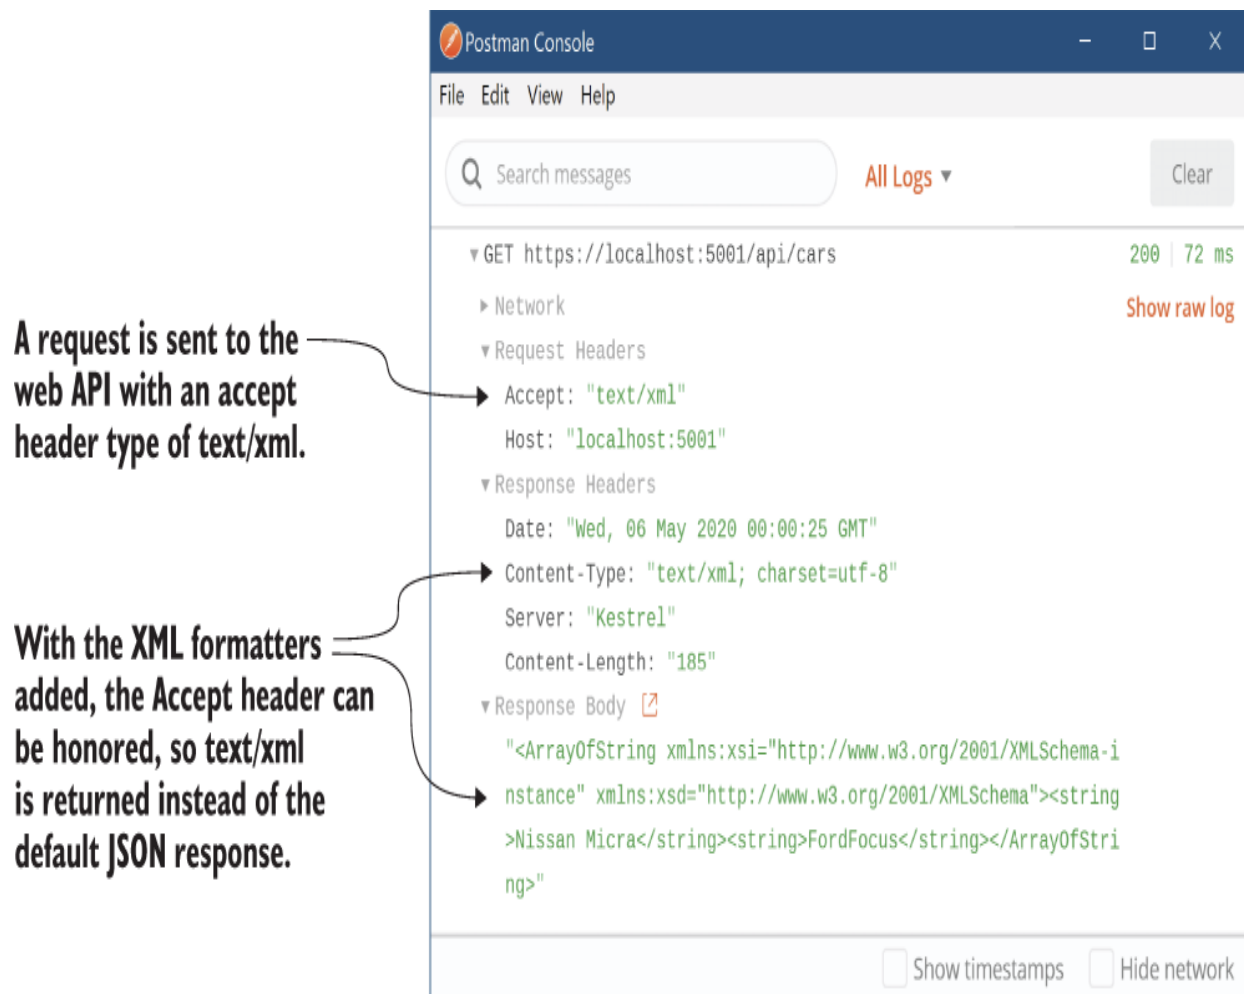 Postman Console
File Edit View Help
Search messages
All Logs
Clear
GET https://localhost:5001/api/cars
200
72 ms
Network
Show raw log
Request Headers
Accept: "text/xml"
Host: "localhost:5001"
Response Headers
Date: "Wed, 06 May 2020 00:00:25 GMT"
Content-Type: "text/xml; charset=utf-8"
Server: "Kestrel"
Content-Length: "185"
Response Body
"<ArrayOfString xmlns:xsi="http://www.w3.org/2001/XMLSchema-i
nstance" xmlns:xsd="http://www.w3.org/2001/XMLSchema"><string
>Nissan Micra</string><string>FordFocus</string></ArrayOfStri
ng>"
Show timestamps
Hide network
A request is sent to the
web API with an accept
header type of text/xml.
With the XML formatters
added, the Accept header can
be honored, so text/xml
is returned instead of the
default JSON response.